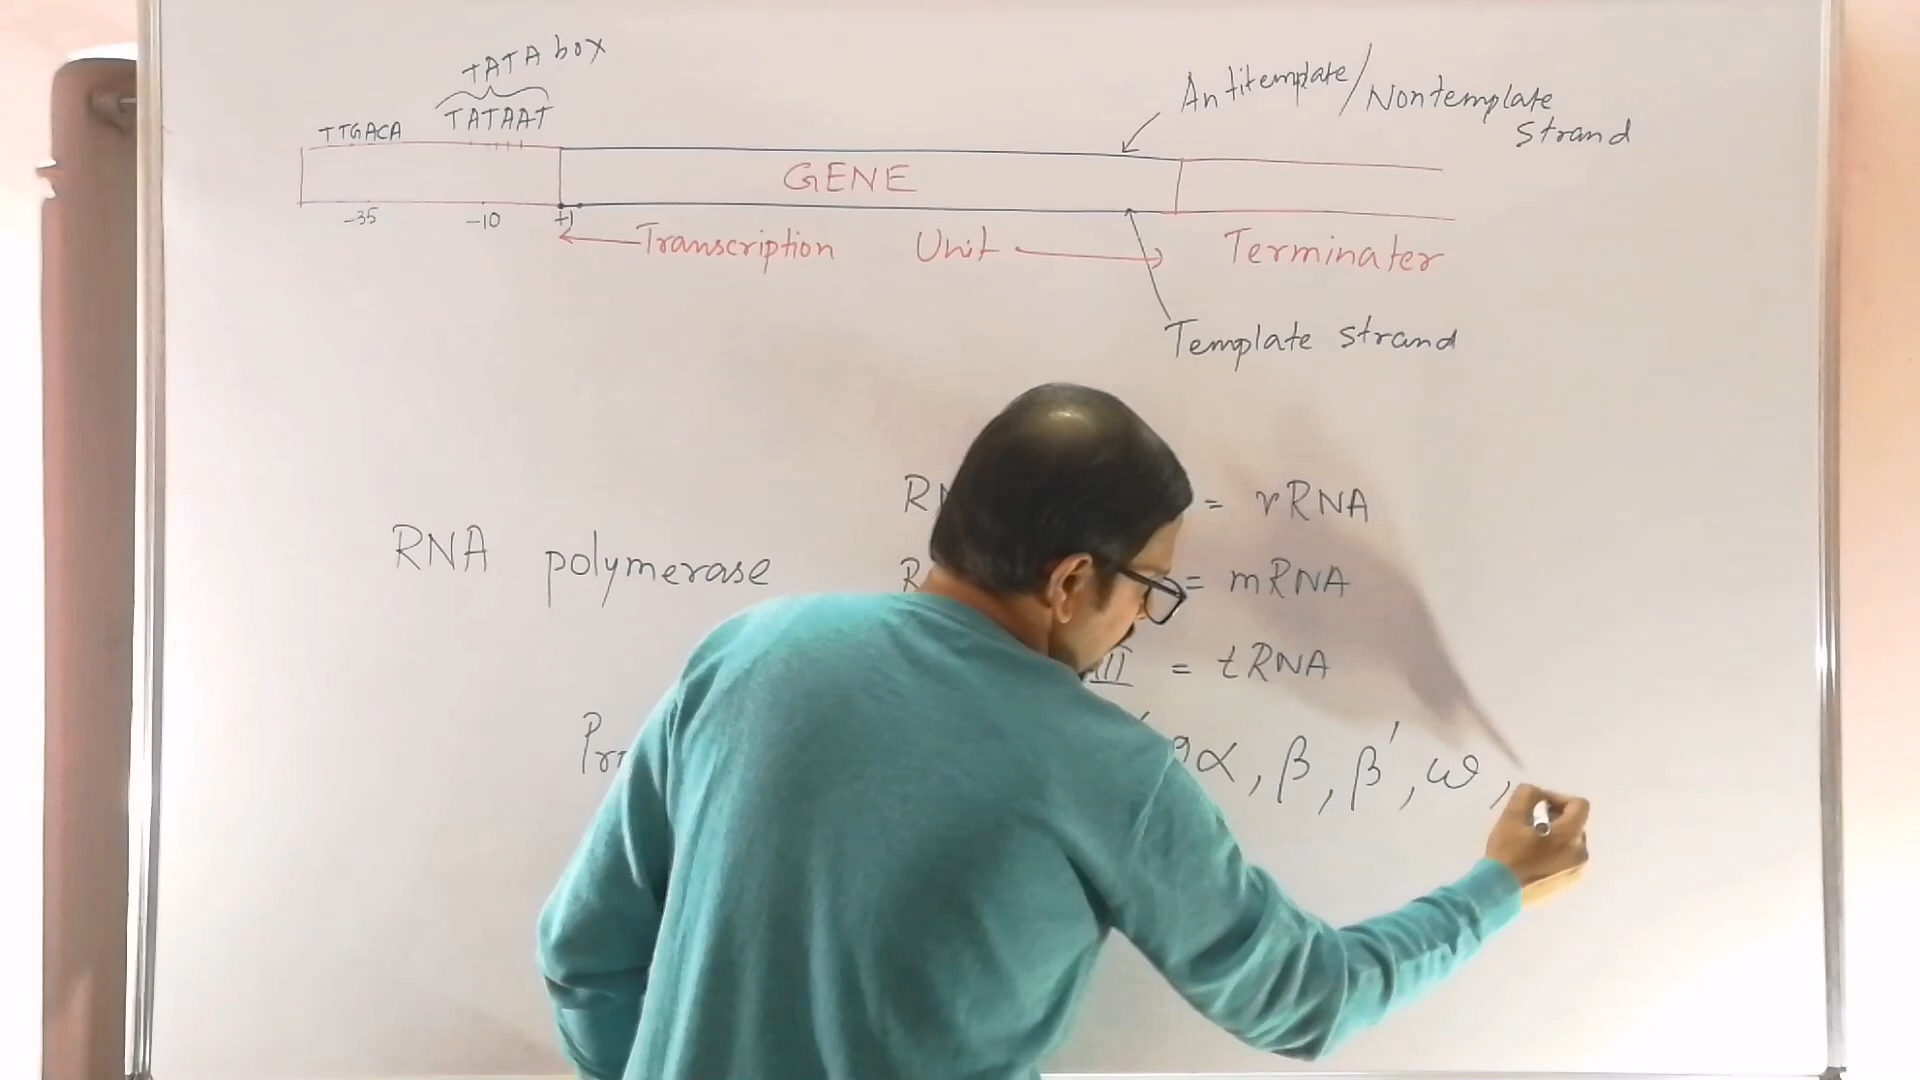 TATA box
TATAAT
TTGACA
Antitemplate/Nontemplate
strand
GENE
-35 -10 +1
Transcription Unit
Terminater
Template strand
= rRNA
RNA polymerase
= mRNA
III = tRNA
α, β, β', ω,